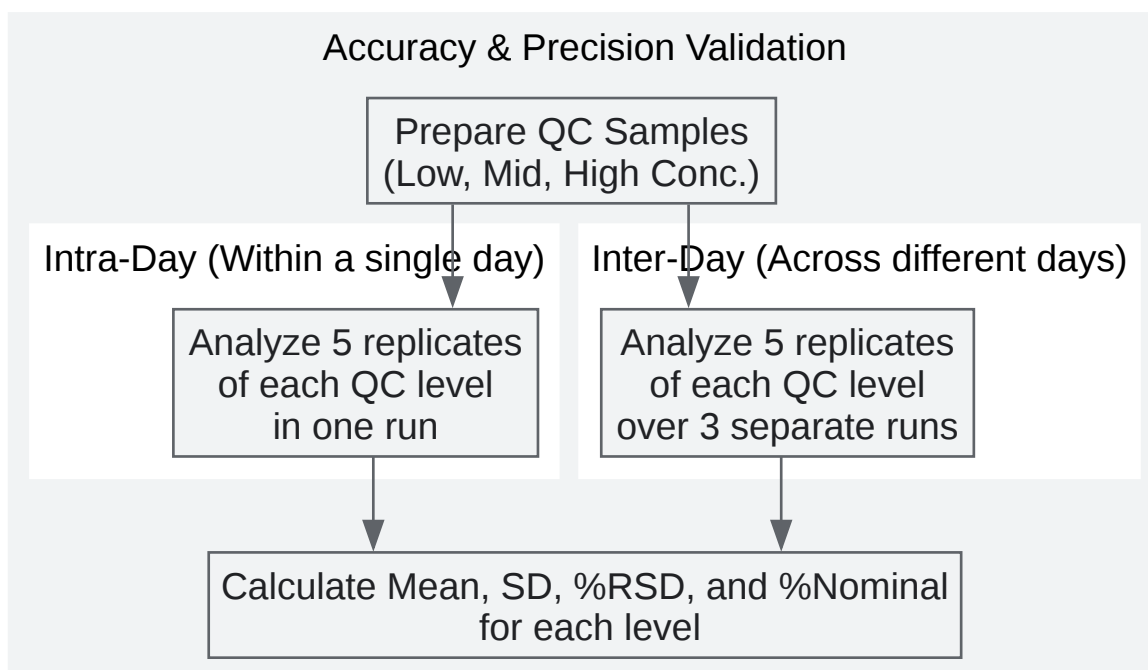 Accuracy & Precision Validation
Prepare QC Samples
(Low, Mid, High Conc.)
Intra-Day (Within a single day)
Inter-Day (Across different days)
Analyze 5 replicates
of each QC level
in one run
Analyze 5 replicates
of each QC level
over 3 separate runs
Calculate Mean, SD, %RSD, and %Nominal
for each level